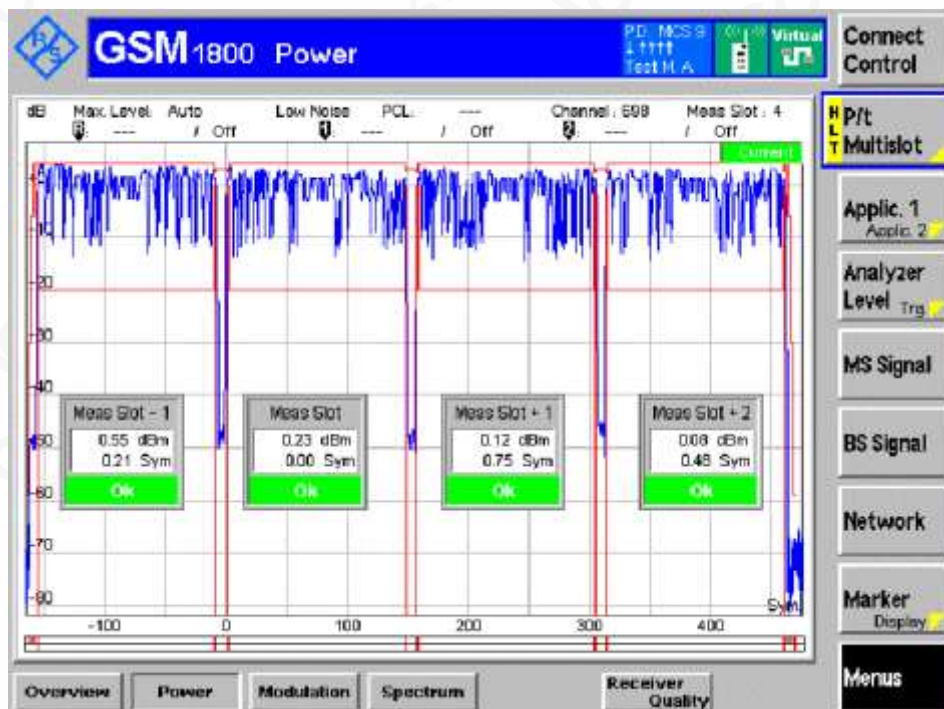 R S
GSM 1800 Power
P.D. MCS 9
↓ ↑↑↑↑
Test M. A
Virtual
Connect
Control
dB Max. Level: Auto Low Noise PCL: --- Channel: 698 Meas Slot: 4
R: --- / Off 1 --- / Off 2 --- / Off
Current
H L T
P/t
Multislot
Applic. 1
Applic. 2
Analyzer
Level Trg.
MS Signal
BS Signal
Network
Marker
Display
Menus
-10
-20
-30
-40
-50
-60
-70
-80
Meas Slot - 1
0.55 dBm
0.21 Sym
Ok
Meas Slot
0.23 dBm
0.00 Sym
Ok
Meas Slot + 1
0.12 dBm
0.75 Sym
Ok
Meas Slot + 2
0.08 dBm
0.48 Sym
Ok
Sym
-100 0 100 200 300 400
Overview Power Modulation Spectrum Receiver
Quality